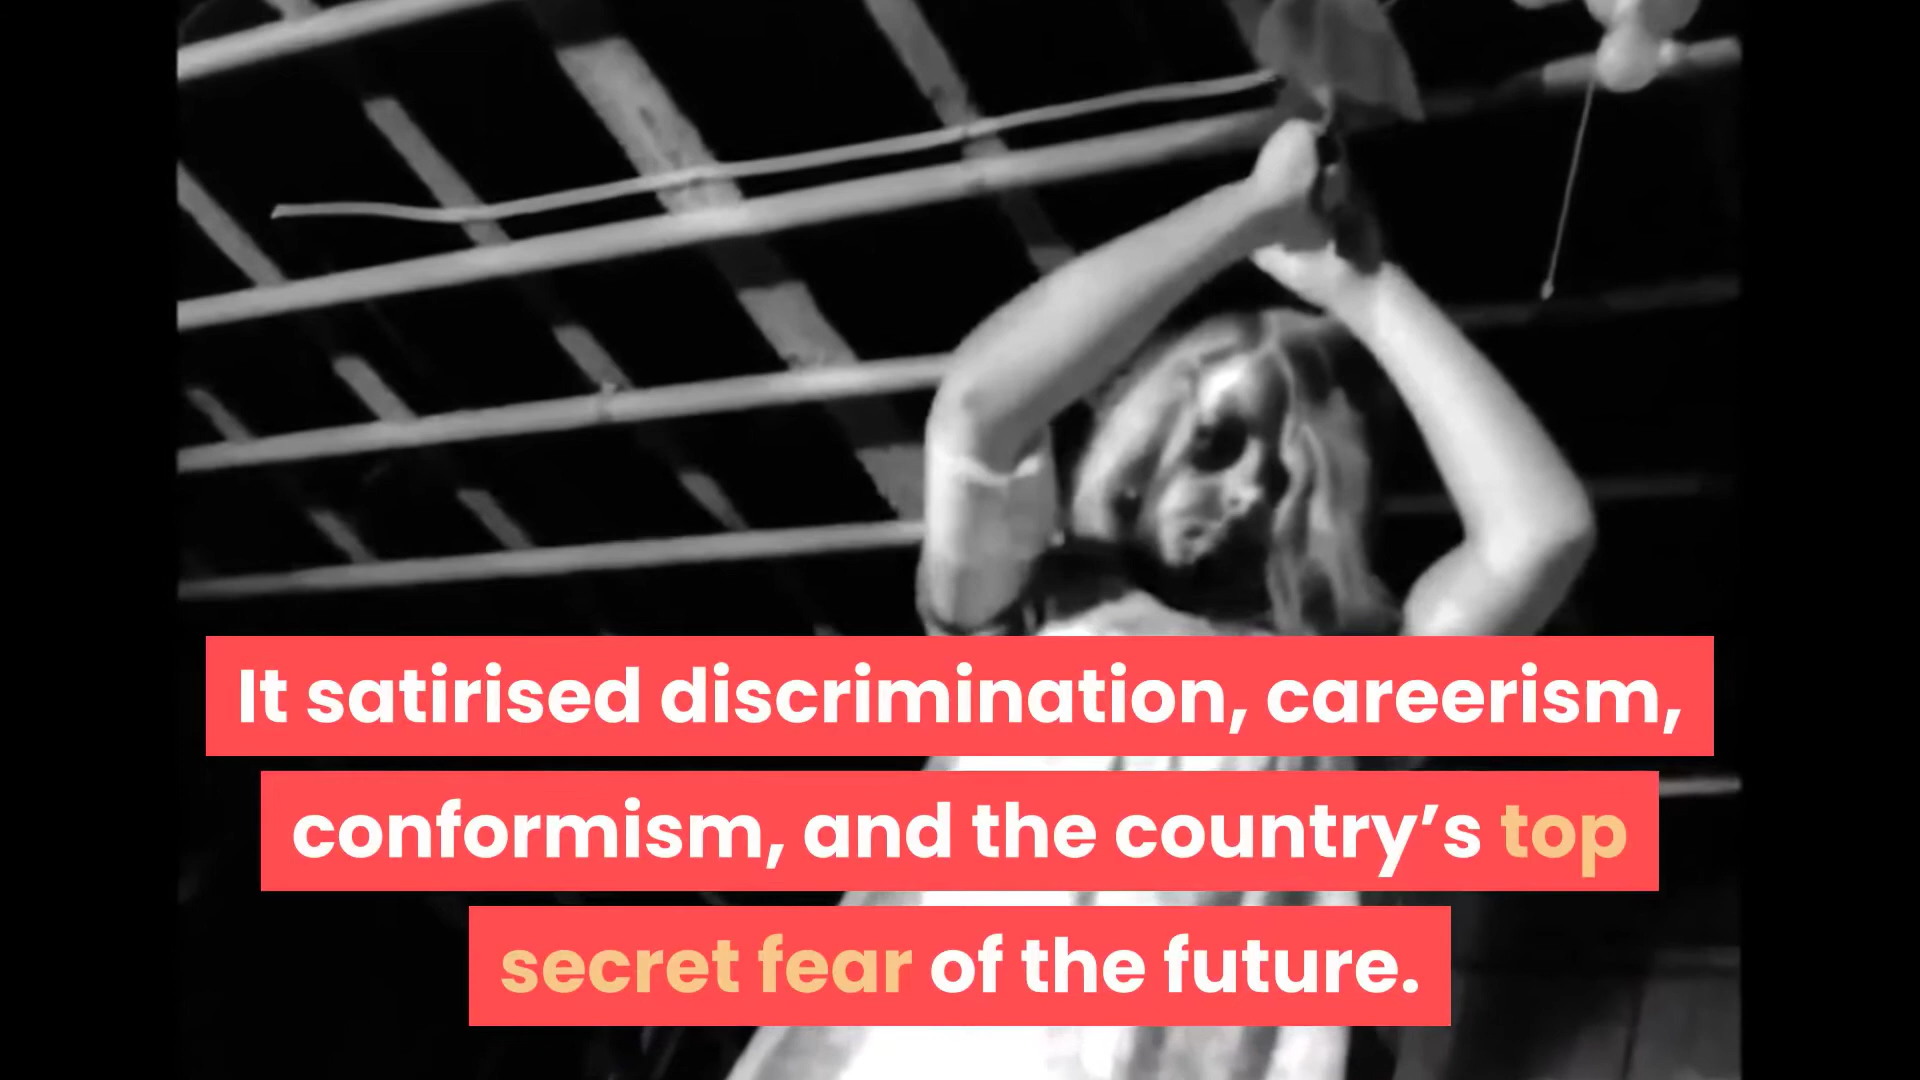 It satirised discrimination, careerism,
conformism, and the country’s top
secret fear of the future.